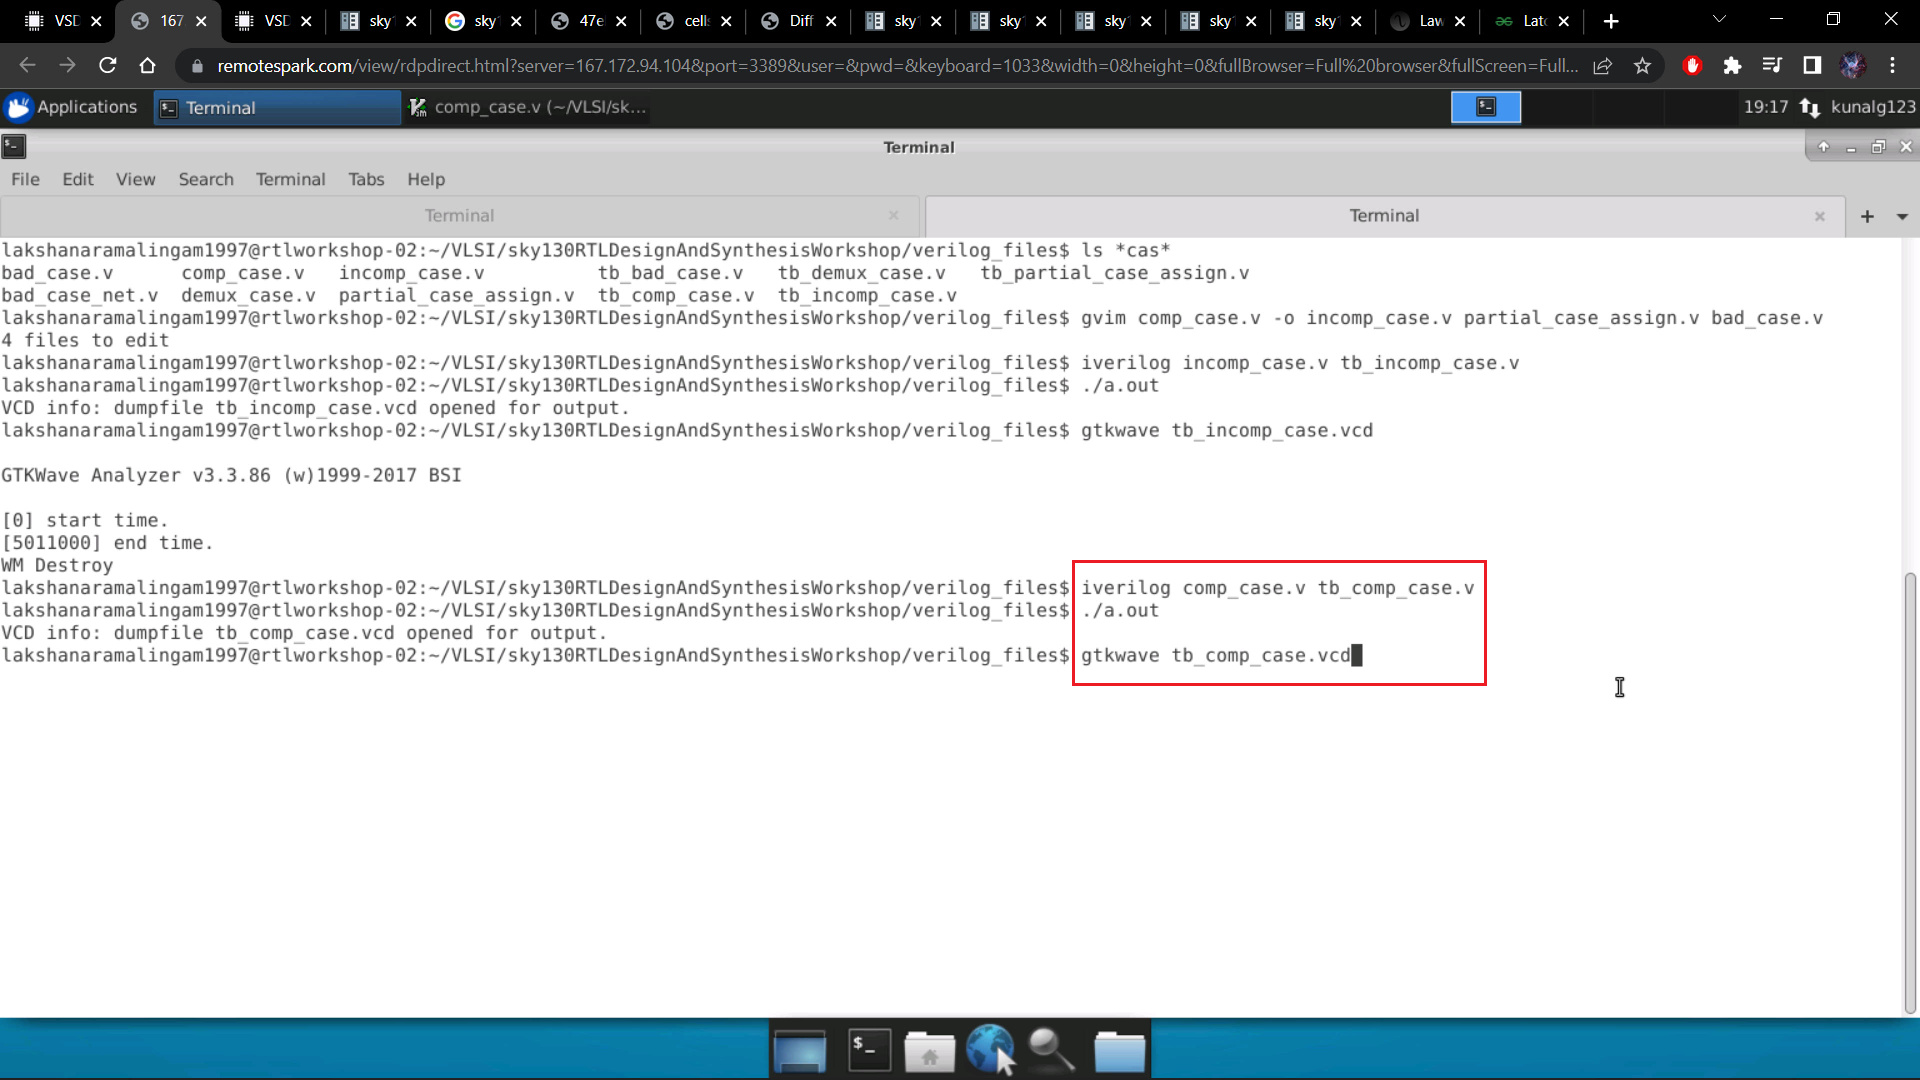 VSD
167
VSD
sky
sky
47e
cell
Diff
sky
sky
sky
sky
sky
Law
Lat
remotespark.com/view/rdpdirect.html?server=167.172.94.104&port=3389&user=&pwd=&keyboard=1033&width=0&height=0&fullBrowser=Full%20browser&fullScreen=Full...
Applications
Terminal
comp_case.v (~/VLSI/sk...
19:17
kunalg123
Terminal
File Edit View Search Terminal Tabs Help
Terminal
Terminal
lakshanaramalingam1997@rtlworkshop-02:~/VLSI/sky130RTLDesignAndSynthesisWorkshop/verilog_files$ ls *cas*
bad_case.v comp_case.v incomp_case.v tb_bad_case.v tb_demux_case.v tb_partial_case_assign.v
bad_case_net.v demux_case.v partial_case_assign.v tb_comp_case.v tb_incomp_case.v
lakshanaramalingam1997@rtlworkshop-02:~/VLSI/sky130RTLDesignAndSynthesisWorkshop/verilog_files$ gvim comp_case.v -o incomp_case.v partial_case_assign.v bad_case.v
4 files to edit
lakshanaramalingam1997@rtlworkshop-02:~/VLSI/sky130RTLDesignAndSynthesisWorkshop/verilog_files$ iverilog incomp_case.v tb_incomp_case.v
lakshanaramalingam1997@rtlworkshop-02:~/VLSI/sky130RTLDesignAndSynthesisWorkshop/verilog_files$ ./a.out
VCD info: dumpfile tb_incomp_case.vcd opened for output.
lakshanaramalingam1997@rtlworkshop-02:~/VLSI/sky130RTLDesignAndSynthesisWorkshop/verilog_files$ gtkwave tb_incomp_case.vcd
GTKWave Analyzer v3.3.86 (w)1999-2017 BSI
[0] start time.
[5011000] end time.
WM Destroy
lakshanaramalingam1997@rtlworkshop-02:~/VLSI/sky130RTLDesignAndSynthesisWorkshop/verilog_files$ iverilog comp_case.v tb_comp_case.v
lakshanaramalingam1997@rtlworkshop-02:~/VLSI/sky130RTLDesignAndSynthesisWorkshop/verilog_files$ ./a.out
VCD info: dumpfile tb_comp_case.vcd opened for output.
lakshanaramalingam1997@rtlworkshop-02:~/VLSI/sky130RTLDesignAndSynthesisWorkshop/verilog_files$ gtkwave tb_comp_case.vcd